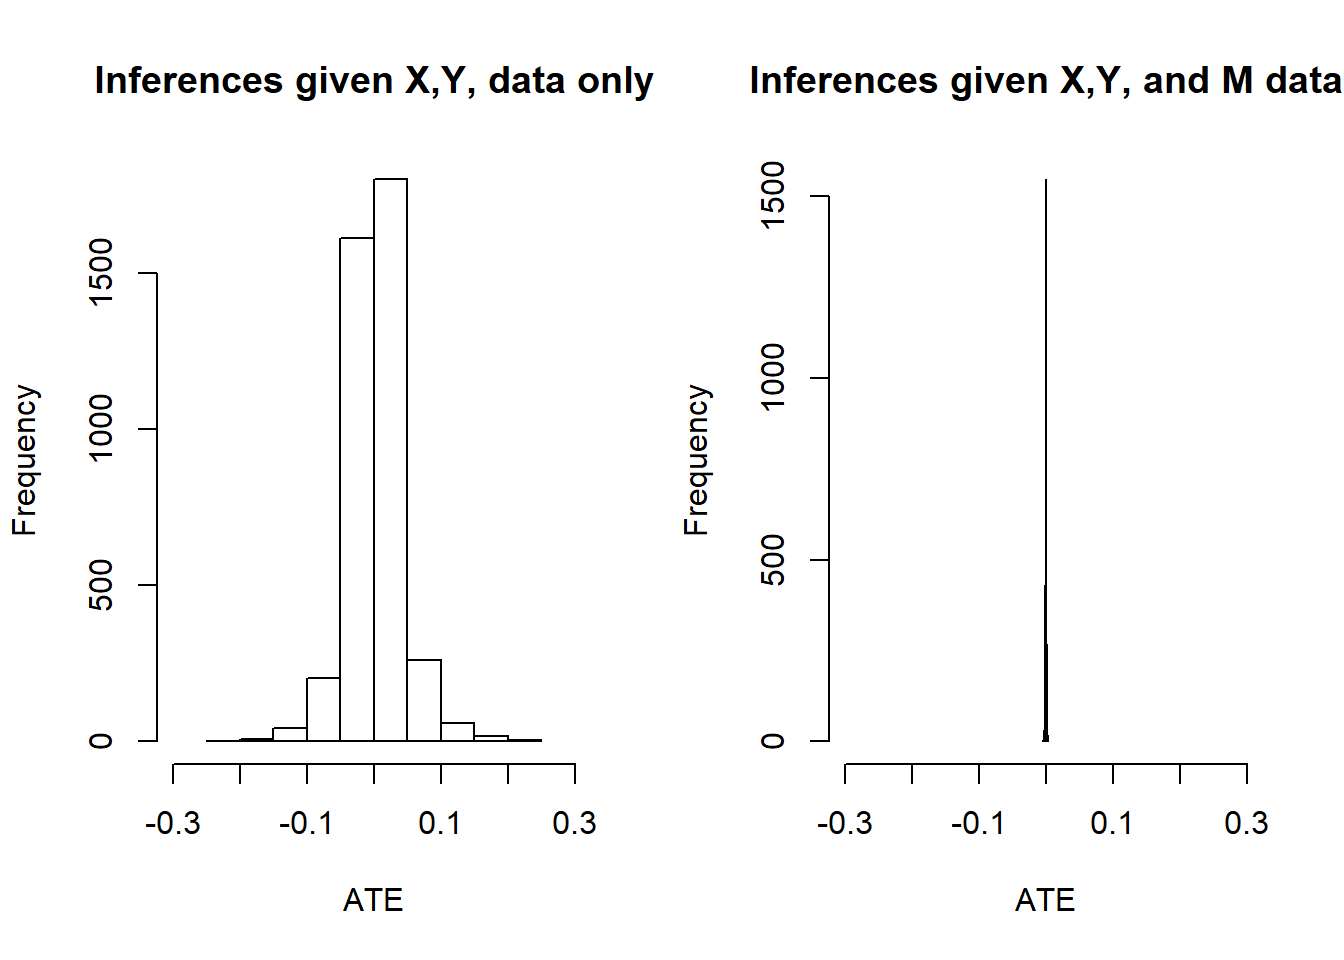 Inferences given X,Y, data only
Frequency
1500
1000
500
0
-0.3
-0.1
0.1
0.3
ATE
Inferences given X,Y, and M data
Frequency
1500
1000
500
0
-0.3
-0.1
0.1
0.3
ATE